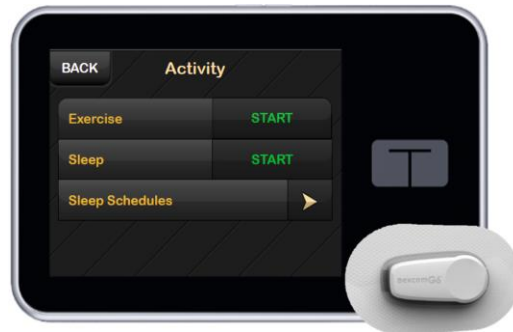 BACK
Activity
Exercise
START
Sleep
START
Sleep Schedules
dexcomG6